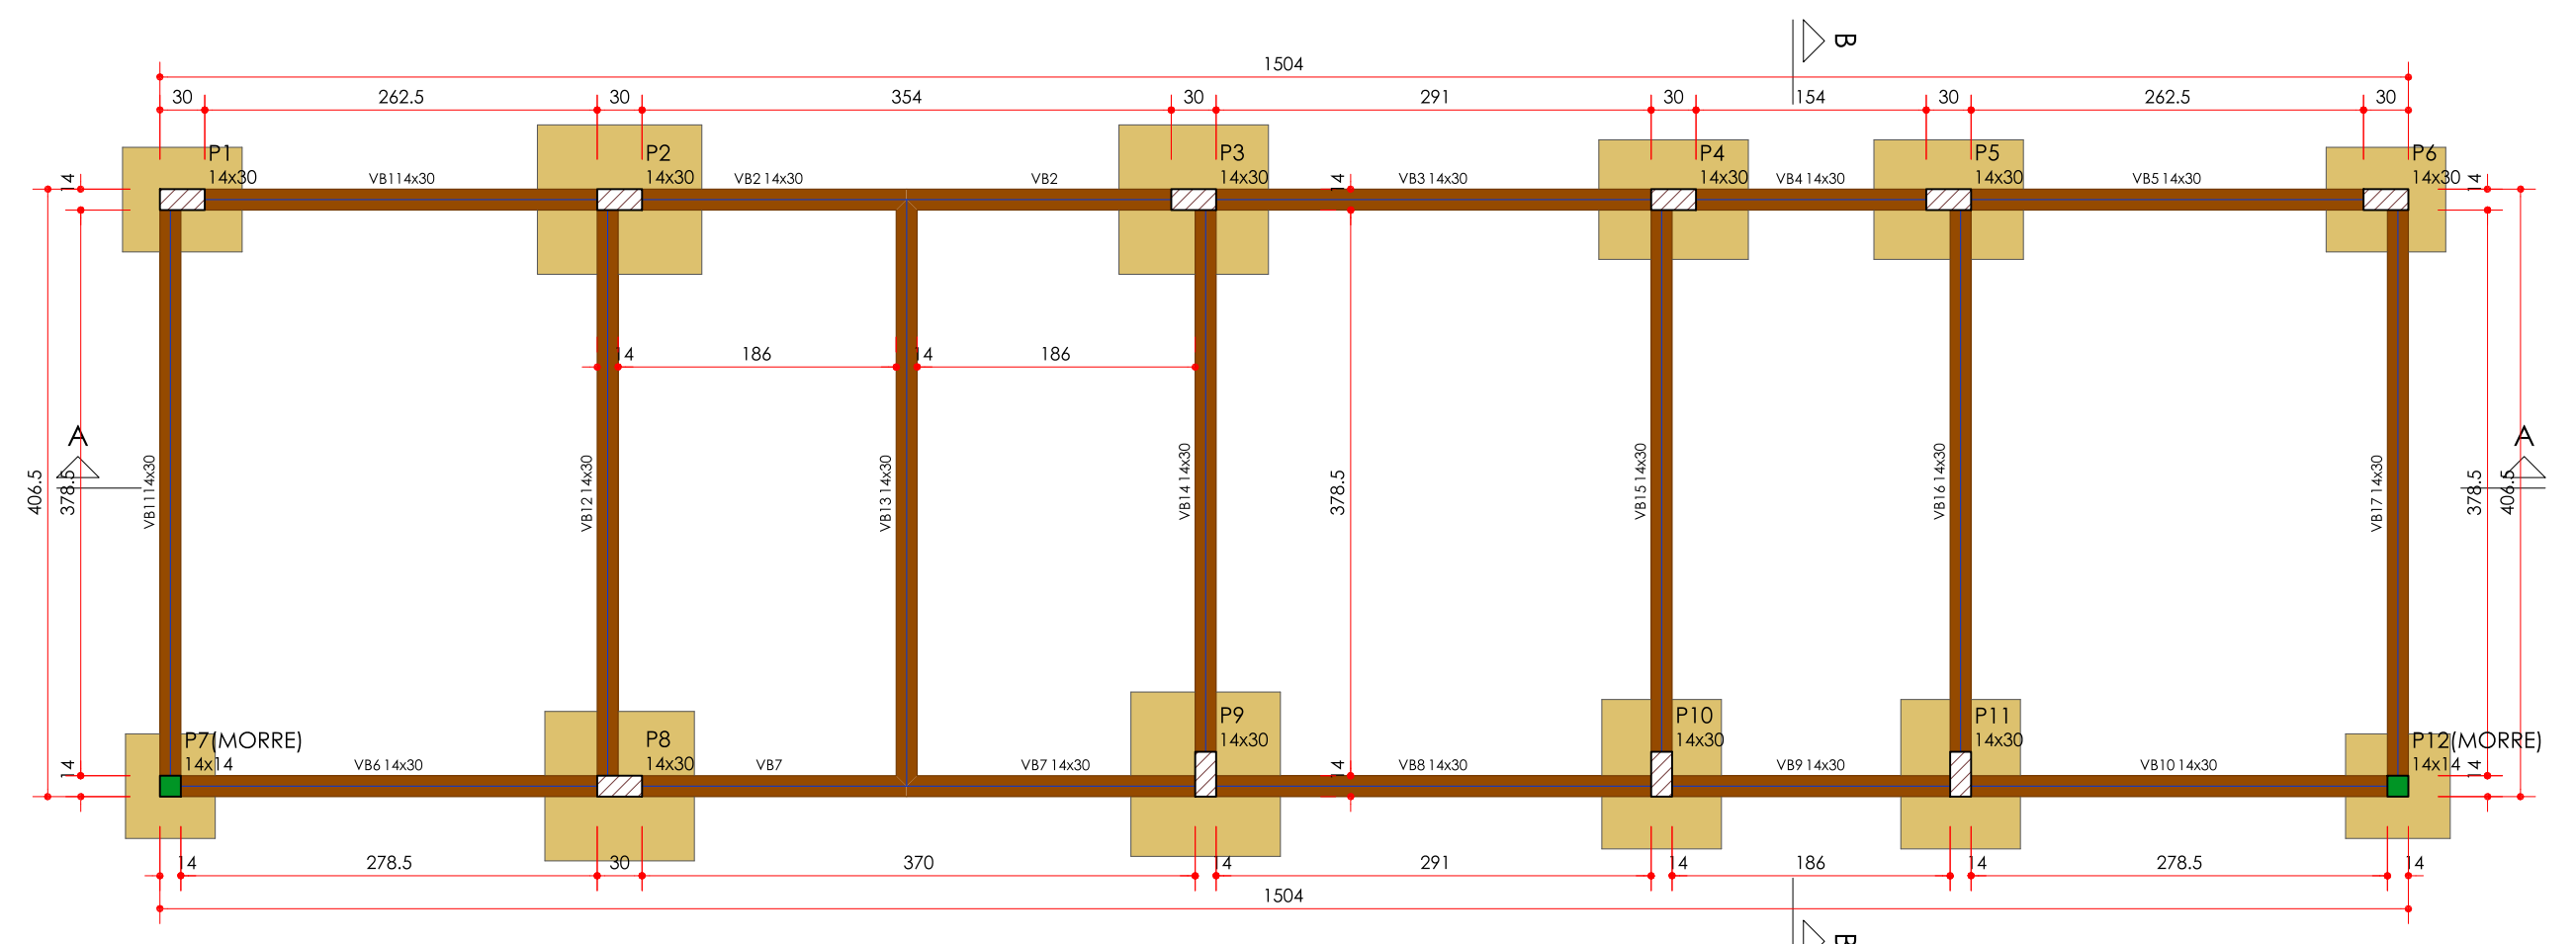 B
1504
30 262.5 30 354 30 291 30 154 30 262.5 30
P1
14x30
P2
14x30
P3
14x30
P4
14x30
P5
14x30
P6
14x30
14
VB1 14x30
VB2 14x30
VB2
14
VB3 14x30
VB4 14x30
VB5 14x30
14
14 186 14 186
A
A
406.5
378.5
VB11 14x30
VB12 14x30
VB13 14x30
VB14 14x30
378.5
VB15 14x30
VB16 14x30
VB17 14x30
378.5
406.5
P7(MORRE)
14x14
P8
14x30
P9
14x30
P10
14x30
P11
14x30
P12(MORRE)
14x14
14
VB6 14x30
VB7
VB7 14x30
14
VB8 14x30
VB9 14x30
VB10 14x30
14
14 278.5 30 370 14 291 14 186 14 278.5 14
1504
B